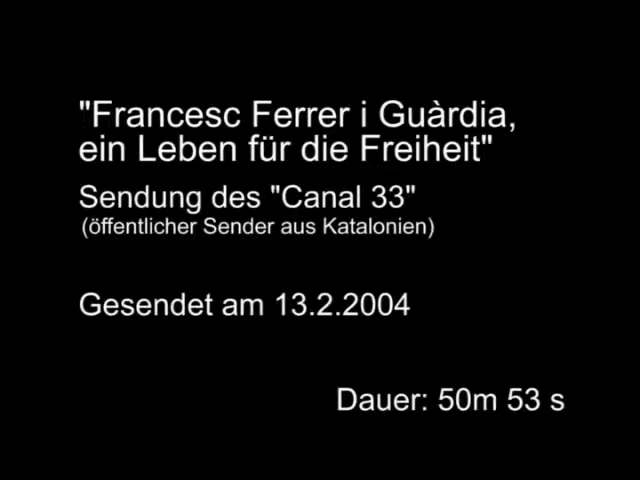 "Francesc Ferrer i Guàrdia,
ein Leben für die Freiheit"
Sendung des "Canal 33"
(öffentlicher Sender aus Katalonien)
Gesendet am 13.2.2004
Dauer: 50m 53 s